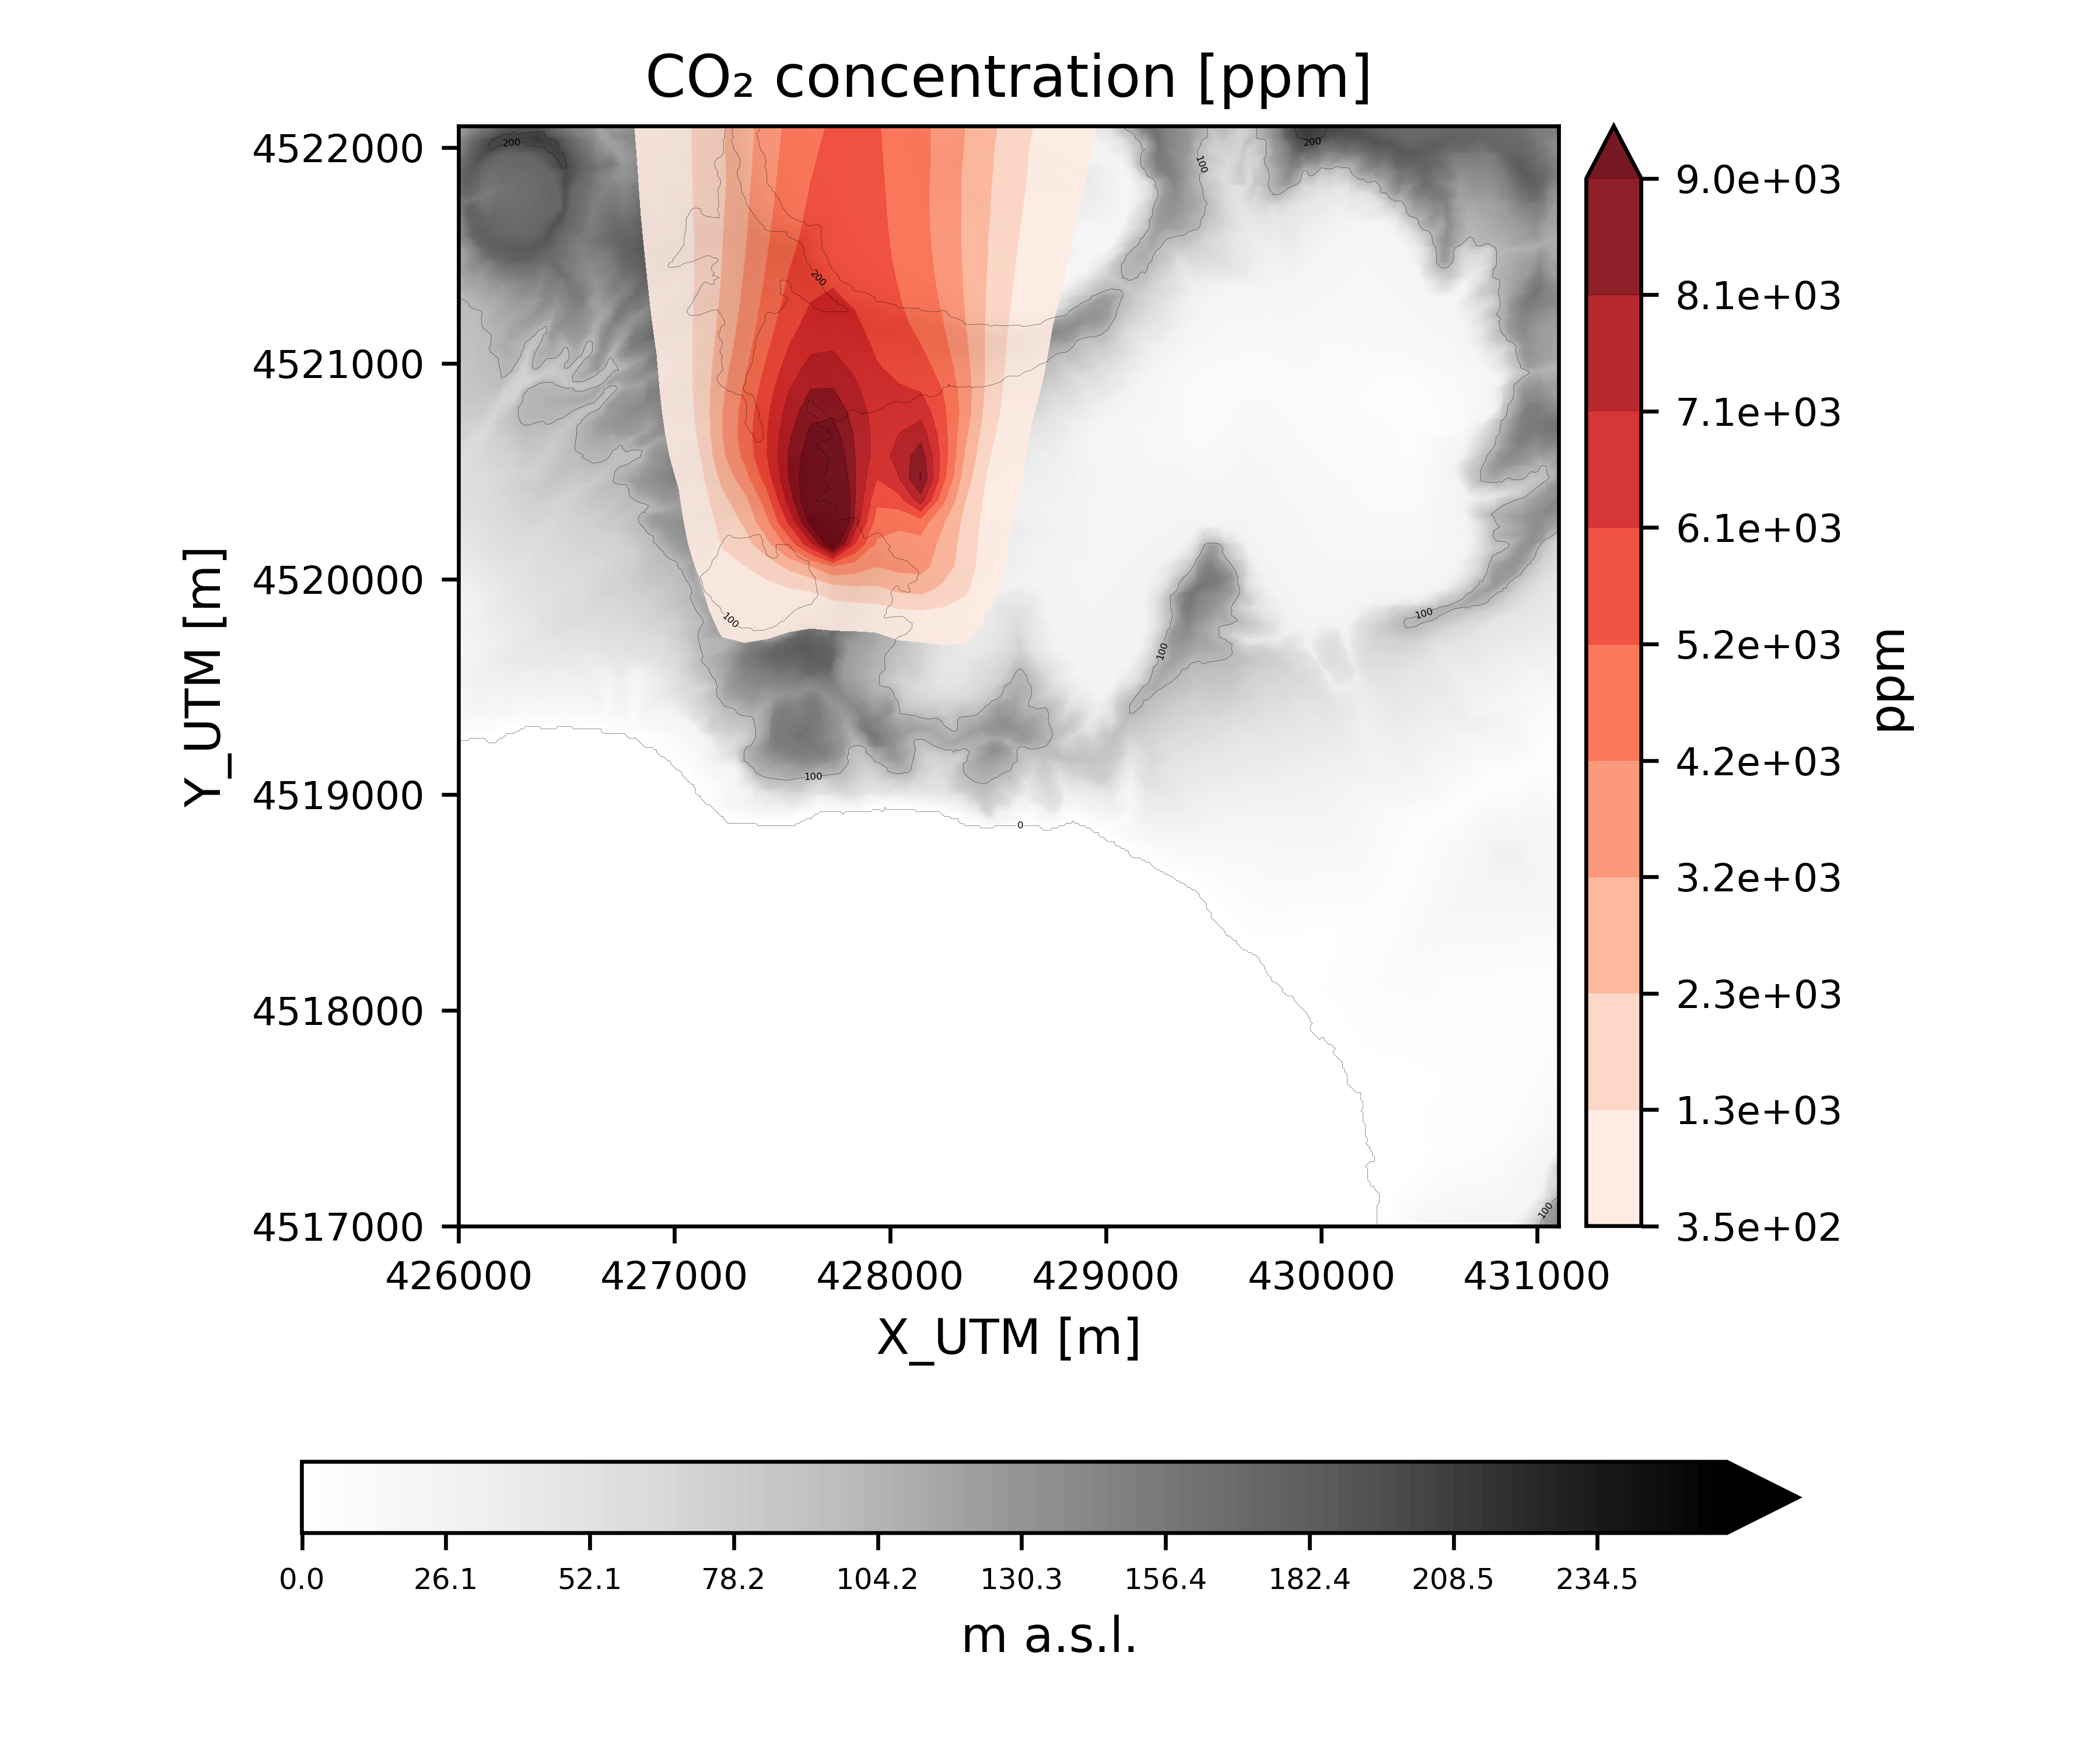 CO₂ concentration [ppm]
4522000
4521000
4520000
4519000
4518000
4517000
Y_UTM [m]
200
200
100
200
100
100
100
100
0
100
426000
427000
428000
429000
430000
431000
X_UTM [m]
9.0e+03
8.1e+03
7.1e+03
6.1e+03
5.2e+03
4.2e+03
3.2e+03
2.3e+03
1.3e+03
3.5e+02
ppm
0.0
26.1
52.1
78.2
104.2
130.3
156.4
182.4
208.5
234.5
m a.s.l.